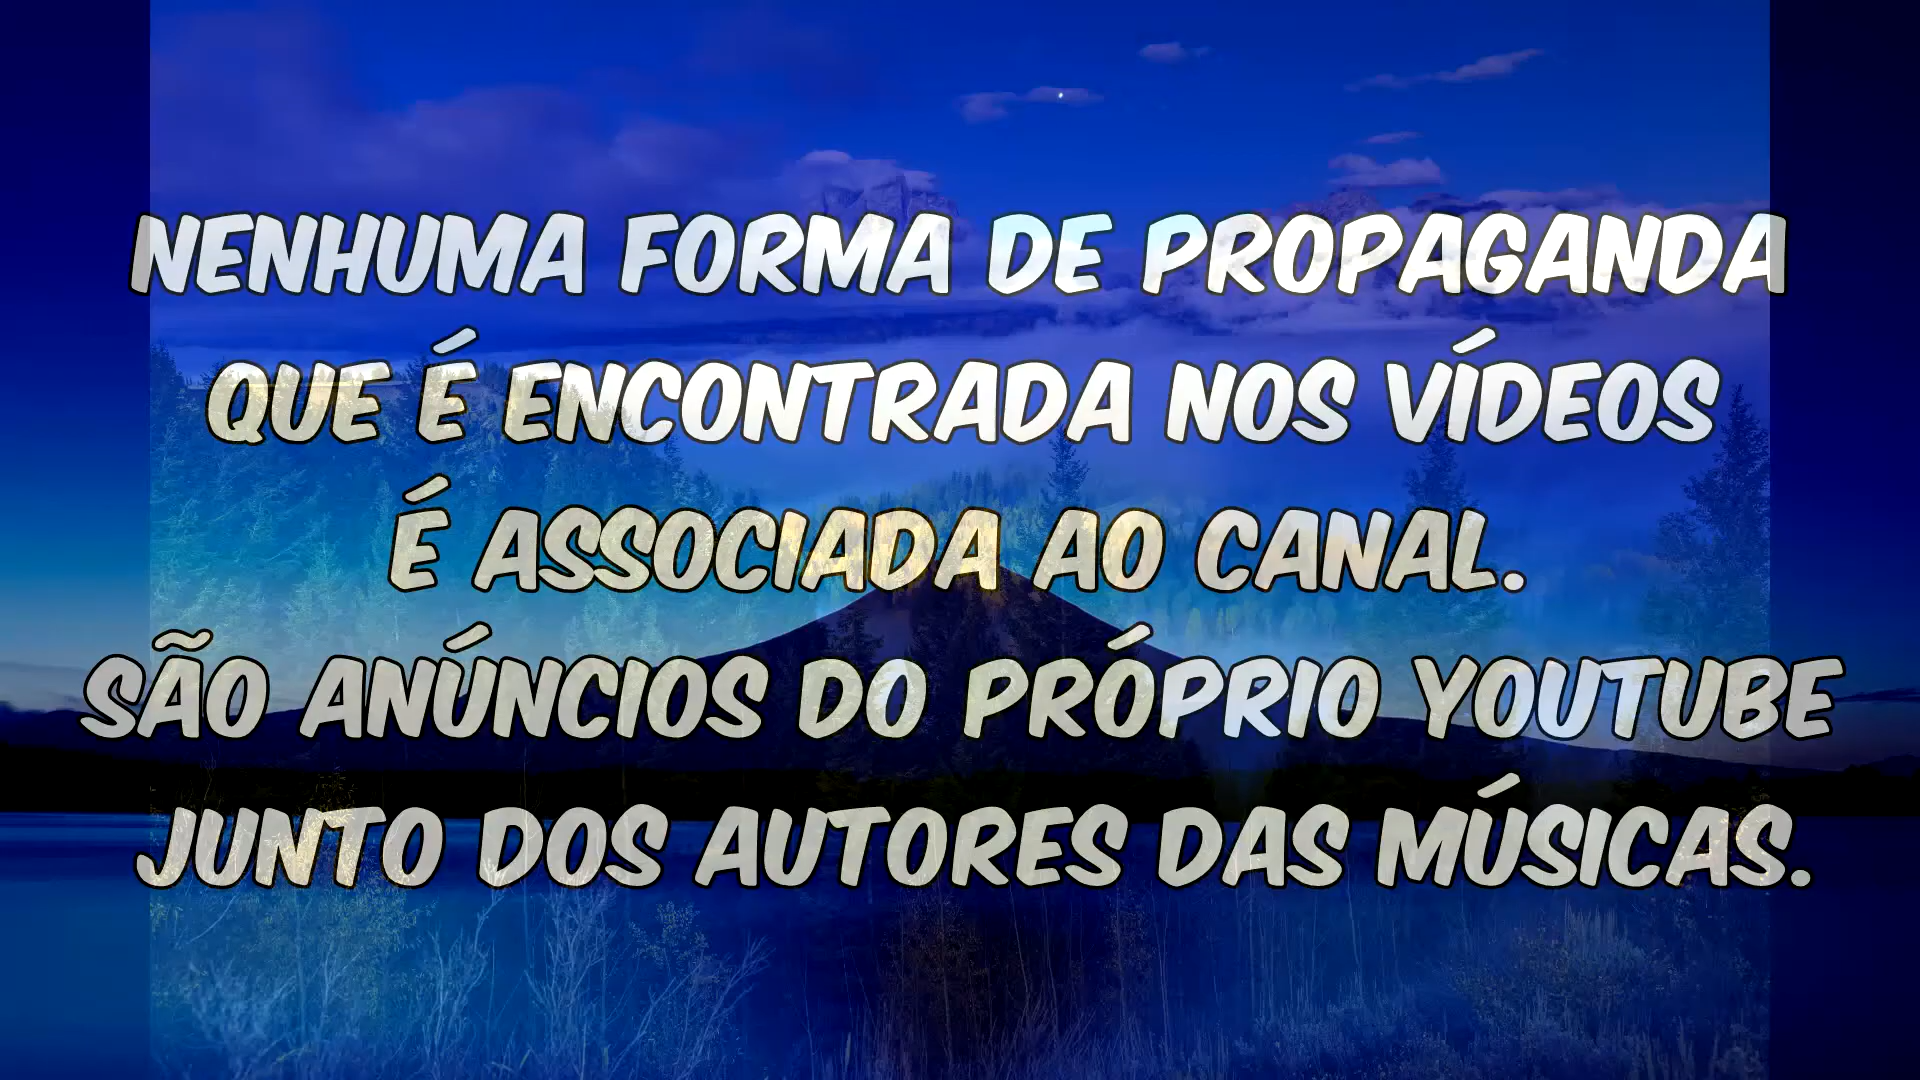 NENHUMA FORMA DE PROPAGANDA
QUE É ENCONTRADA NOS VÍDEOS
É ASSOCIADA AO CANAL.
SÃO ANÚNCIOS DO PRÓPRIO YOUTUBE
JUNTO DOS AUTORES DAS MÚSICAS.